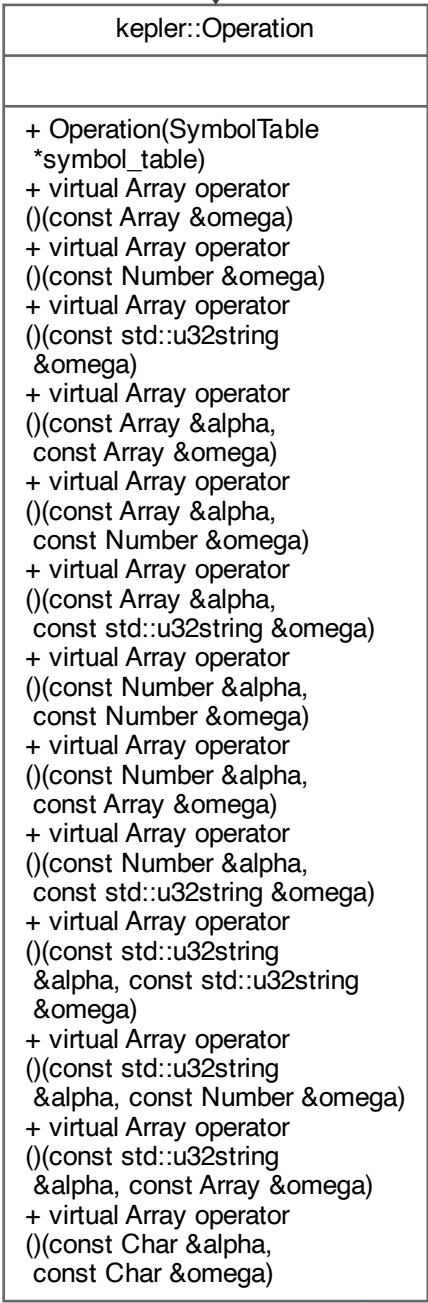 kepler::Operation
+ Operation(SymbolTable
*symbol_table)
+ virtual Array operator
()(const Array &omega)
+ virtual Array operator
()(const Number &omega)
+ virtual Array operator
()(const std::u32string
&omega)
+ virtual Array operator
()(const Array &alpha,
const Array &omega)
+ virtual Array operator
()(const Array &alpha,
const Number &omega)
+ virtual Array operator
()(const Array &alpha,
const std::u32string &omega)
+ virtual Array operator
()(const Number &alpha,
const Number &omega)
+ virtual Array operator
()(const Number &alpha,
const Array &omega)
+ virtual Array operator
()(const Number &alpha,
const std::u32string &omega)
+ virtual Array operator
()(const std::u32string
&alpha, const std::u32string
&omega)
+ virtual Array operator
()(const std::u32string
&alpha, const Number &omega)
+ virtual Array operator
()(const std::u32string
&alpha, const Array &omega)
+ virtual Array operator
()(const Char &alpha,
const Char &omega)